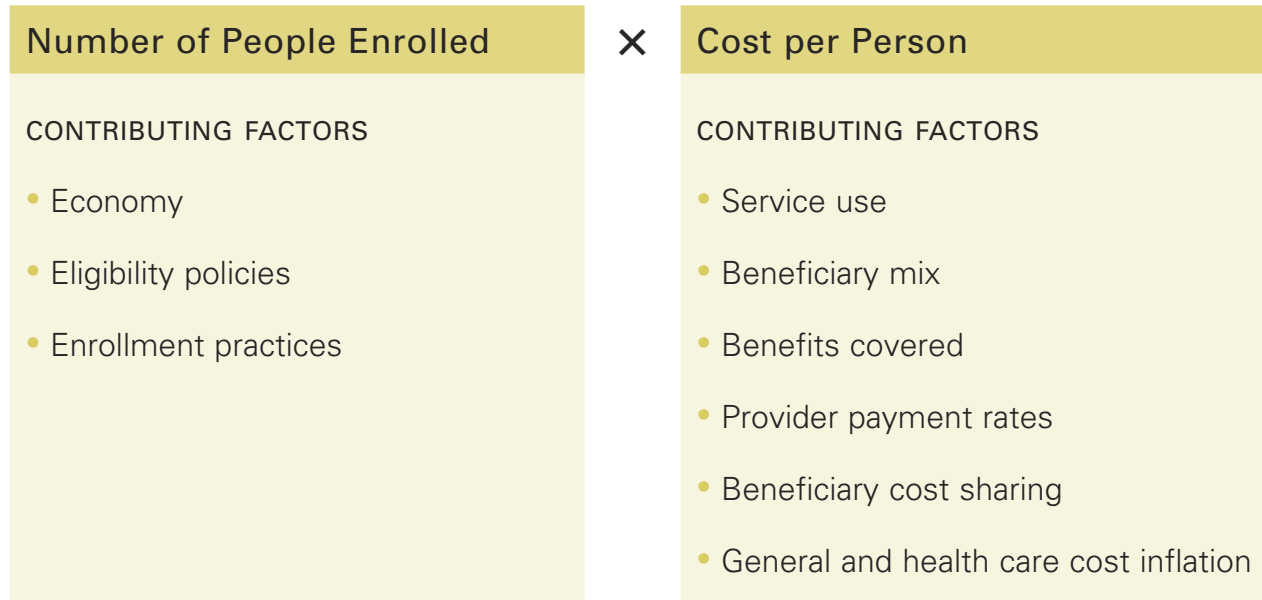 Number of People Enrolled
CONTRIBUTING FACTORS
• Economy
• Eligibility policies
• Enrollment practices
×
Cost per Person
CONTRIBUTING FACTORS
• Service use
• Beneficiary mix
• Benefits covered
• Provider payment rates
• Beneficiary cost sharing
• General and health care cost inflation